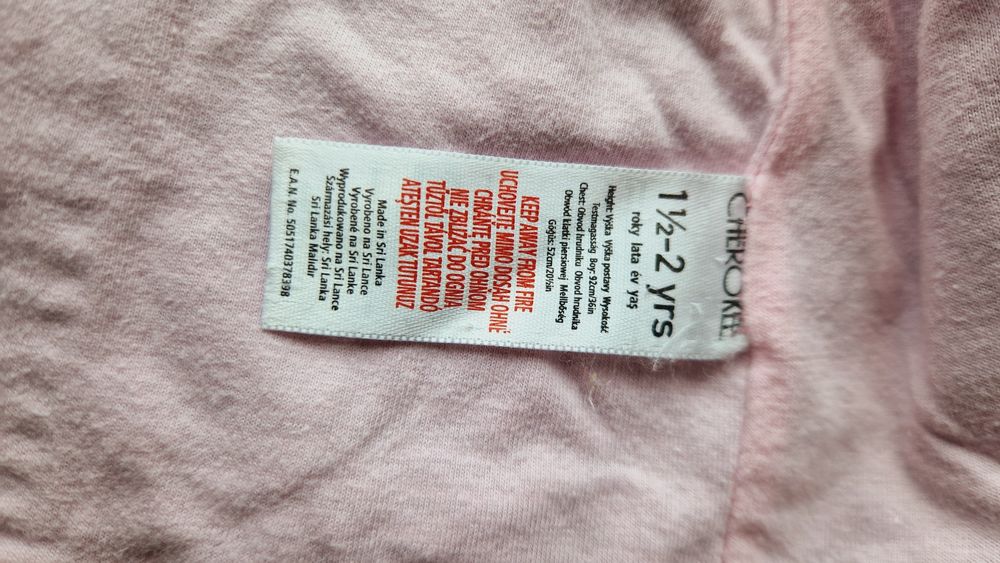 CHEROKEE
1½-2 yrs
roky lata év yaş
Height: Výška Výška postavy Wysokość
Testmagasság Boy: 92cm/36in
Chest: Obvod hrudníku Obvod hrudníka
Obwód klatki piersiowej Mellbőség
Göğüs: 52cm/20½in
KEEP AWAY FROM FIRE
UCHOVEJTE MIMO DOSAH OHNĚ
CHRÁŇTE PRED OHŇOM
NIE ZBLIŻAĆ DO OGNIA
TŰZTŐL TÁVOL TARTANDÓ
ATEŞTEN UZAK TUTUNUZ
Made in Sri Lanka
Vyrobeno na Srí Lance
Vyrobené na Srí Lanke
Wyprodukowano na Sri Lance
Származási hely: Srí Lanka
Sri Lanka Malıdır
E.A.N. No. 5051740378398